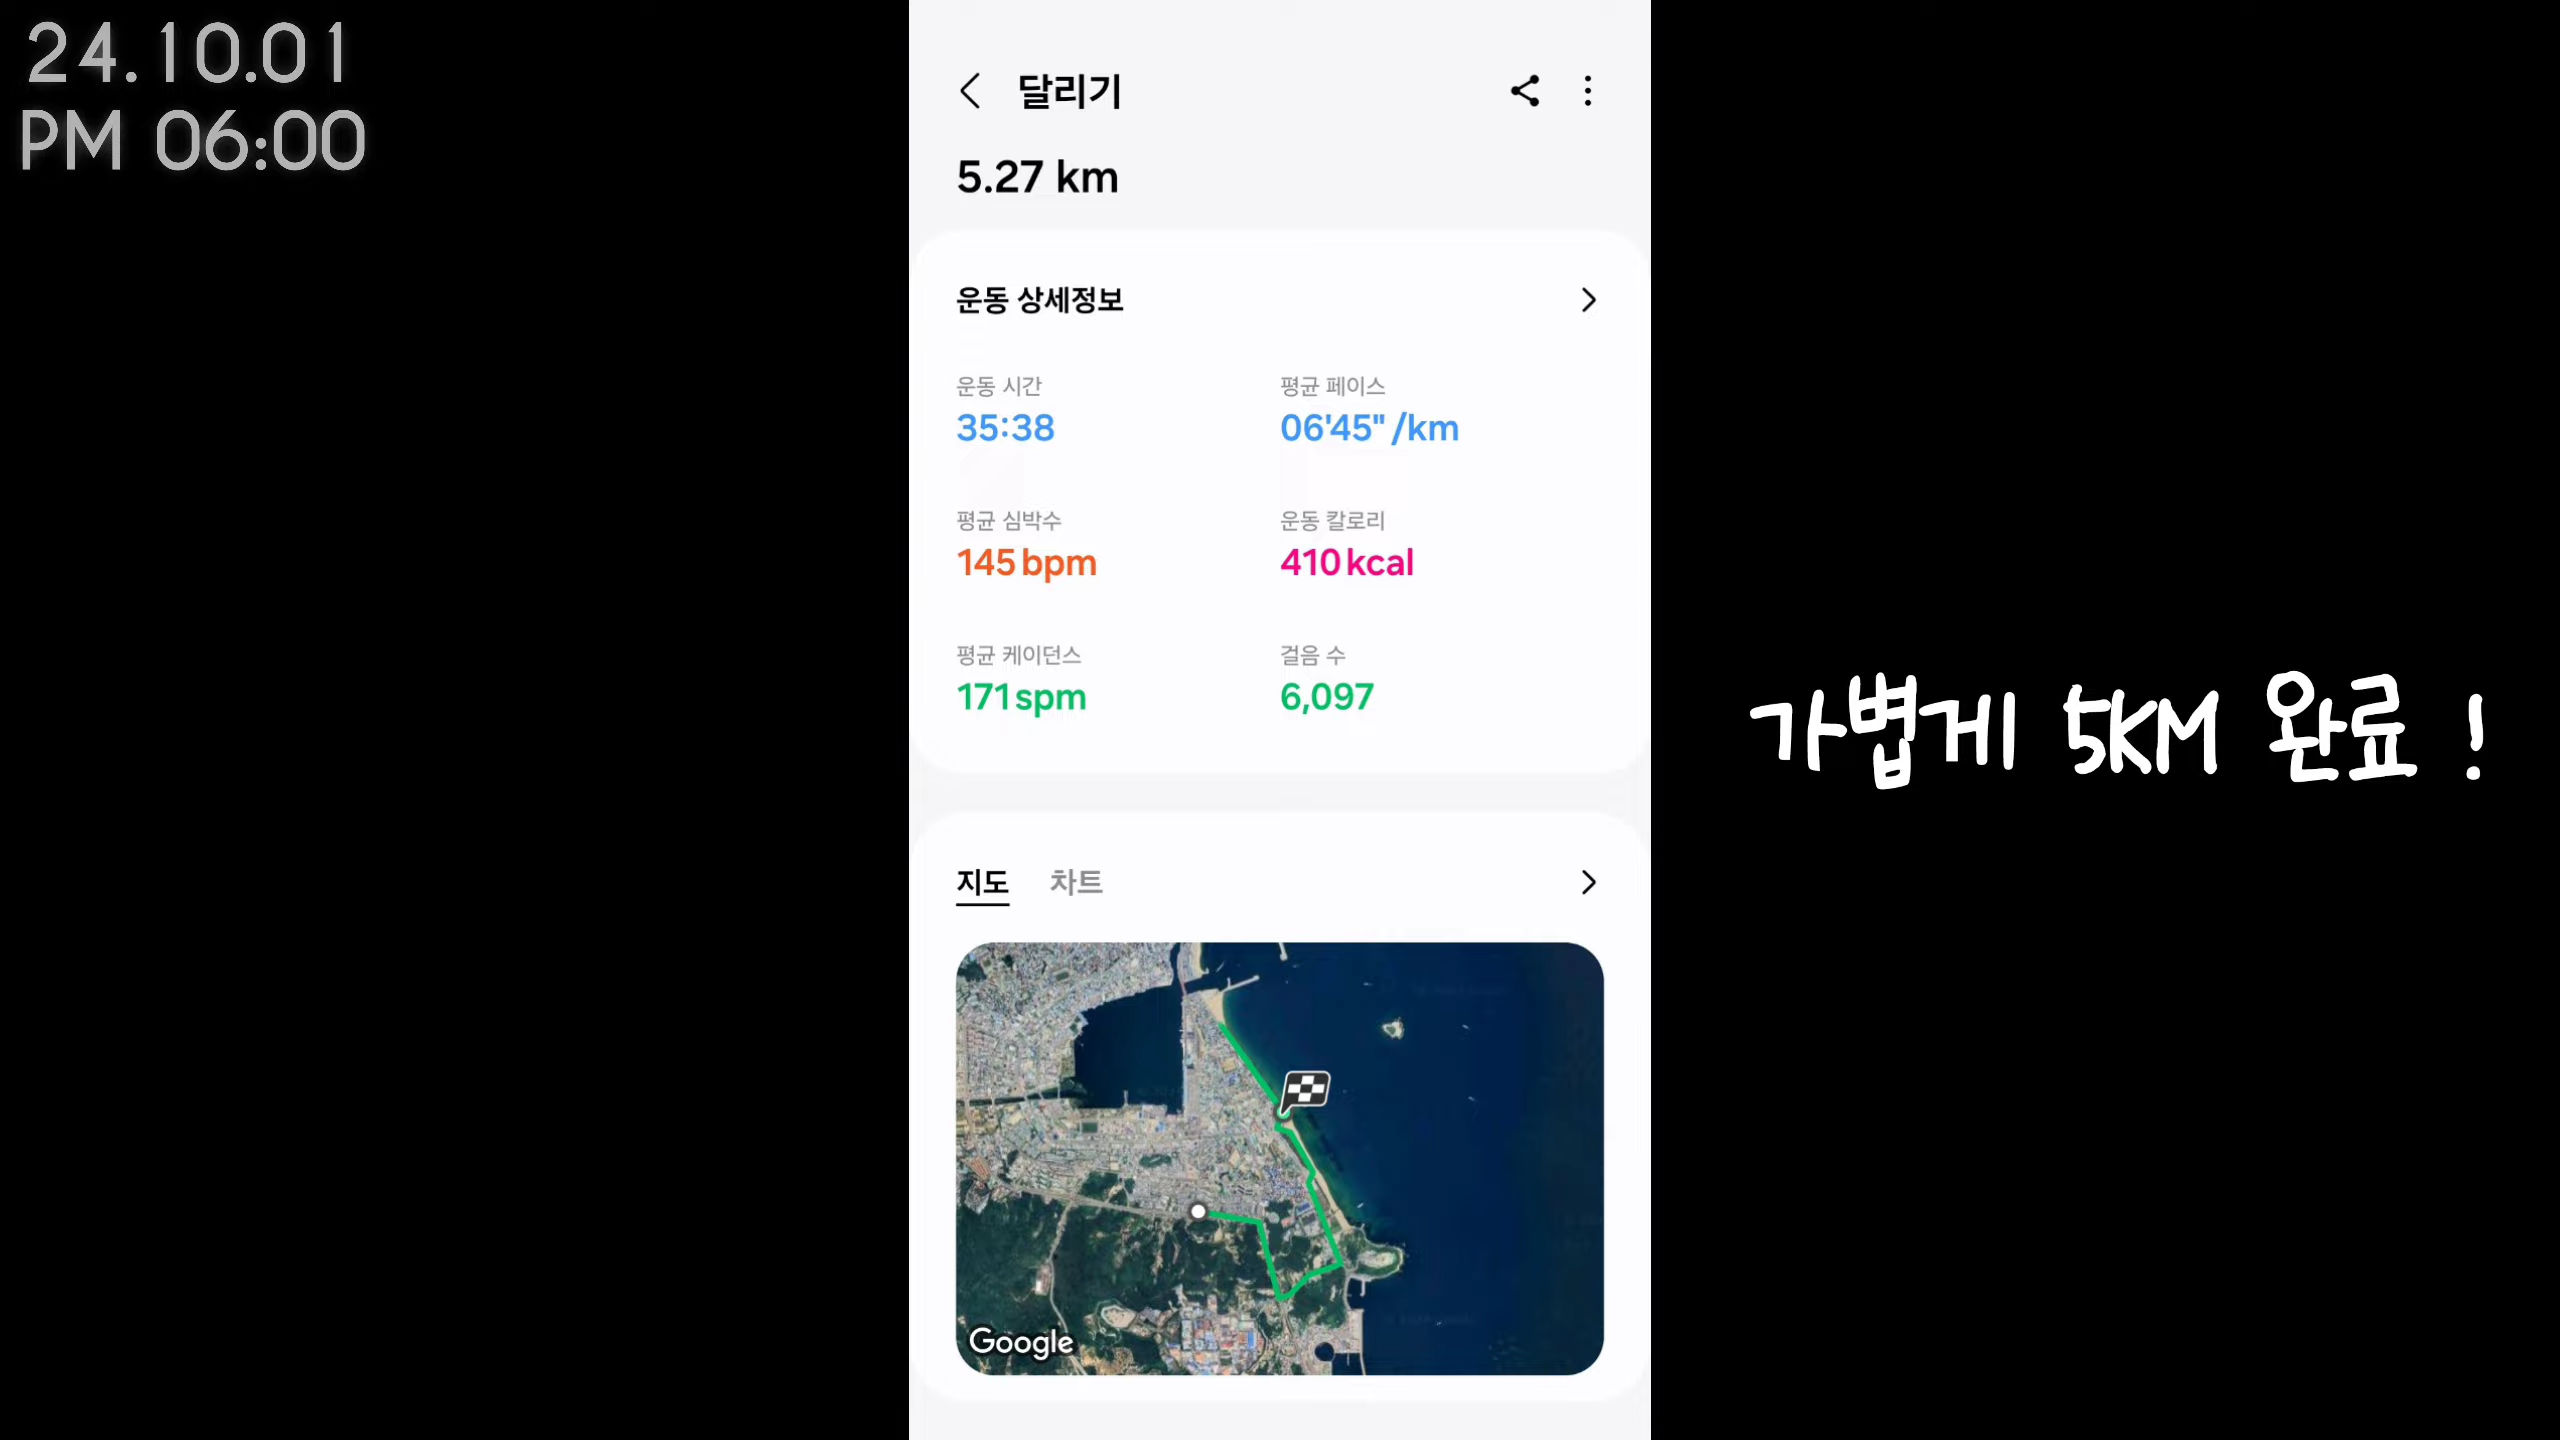 24.10.01
PM 06:00
달리기
5.27 km
운동 상세정보
운동 시간
35:38
평균 페이스
06'45" /km
평균 심박수
145 bpm
운동 칼로리
410 kcal
평균 케이던스
171 spm
걸음 수
6,097
가볍게 5KM 완료 !
지도 차트
Google